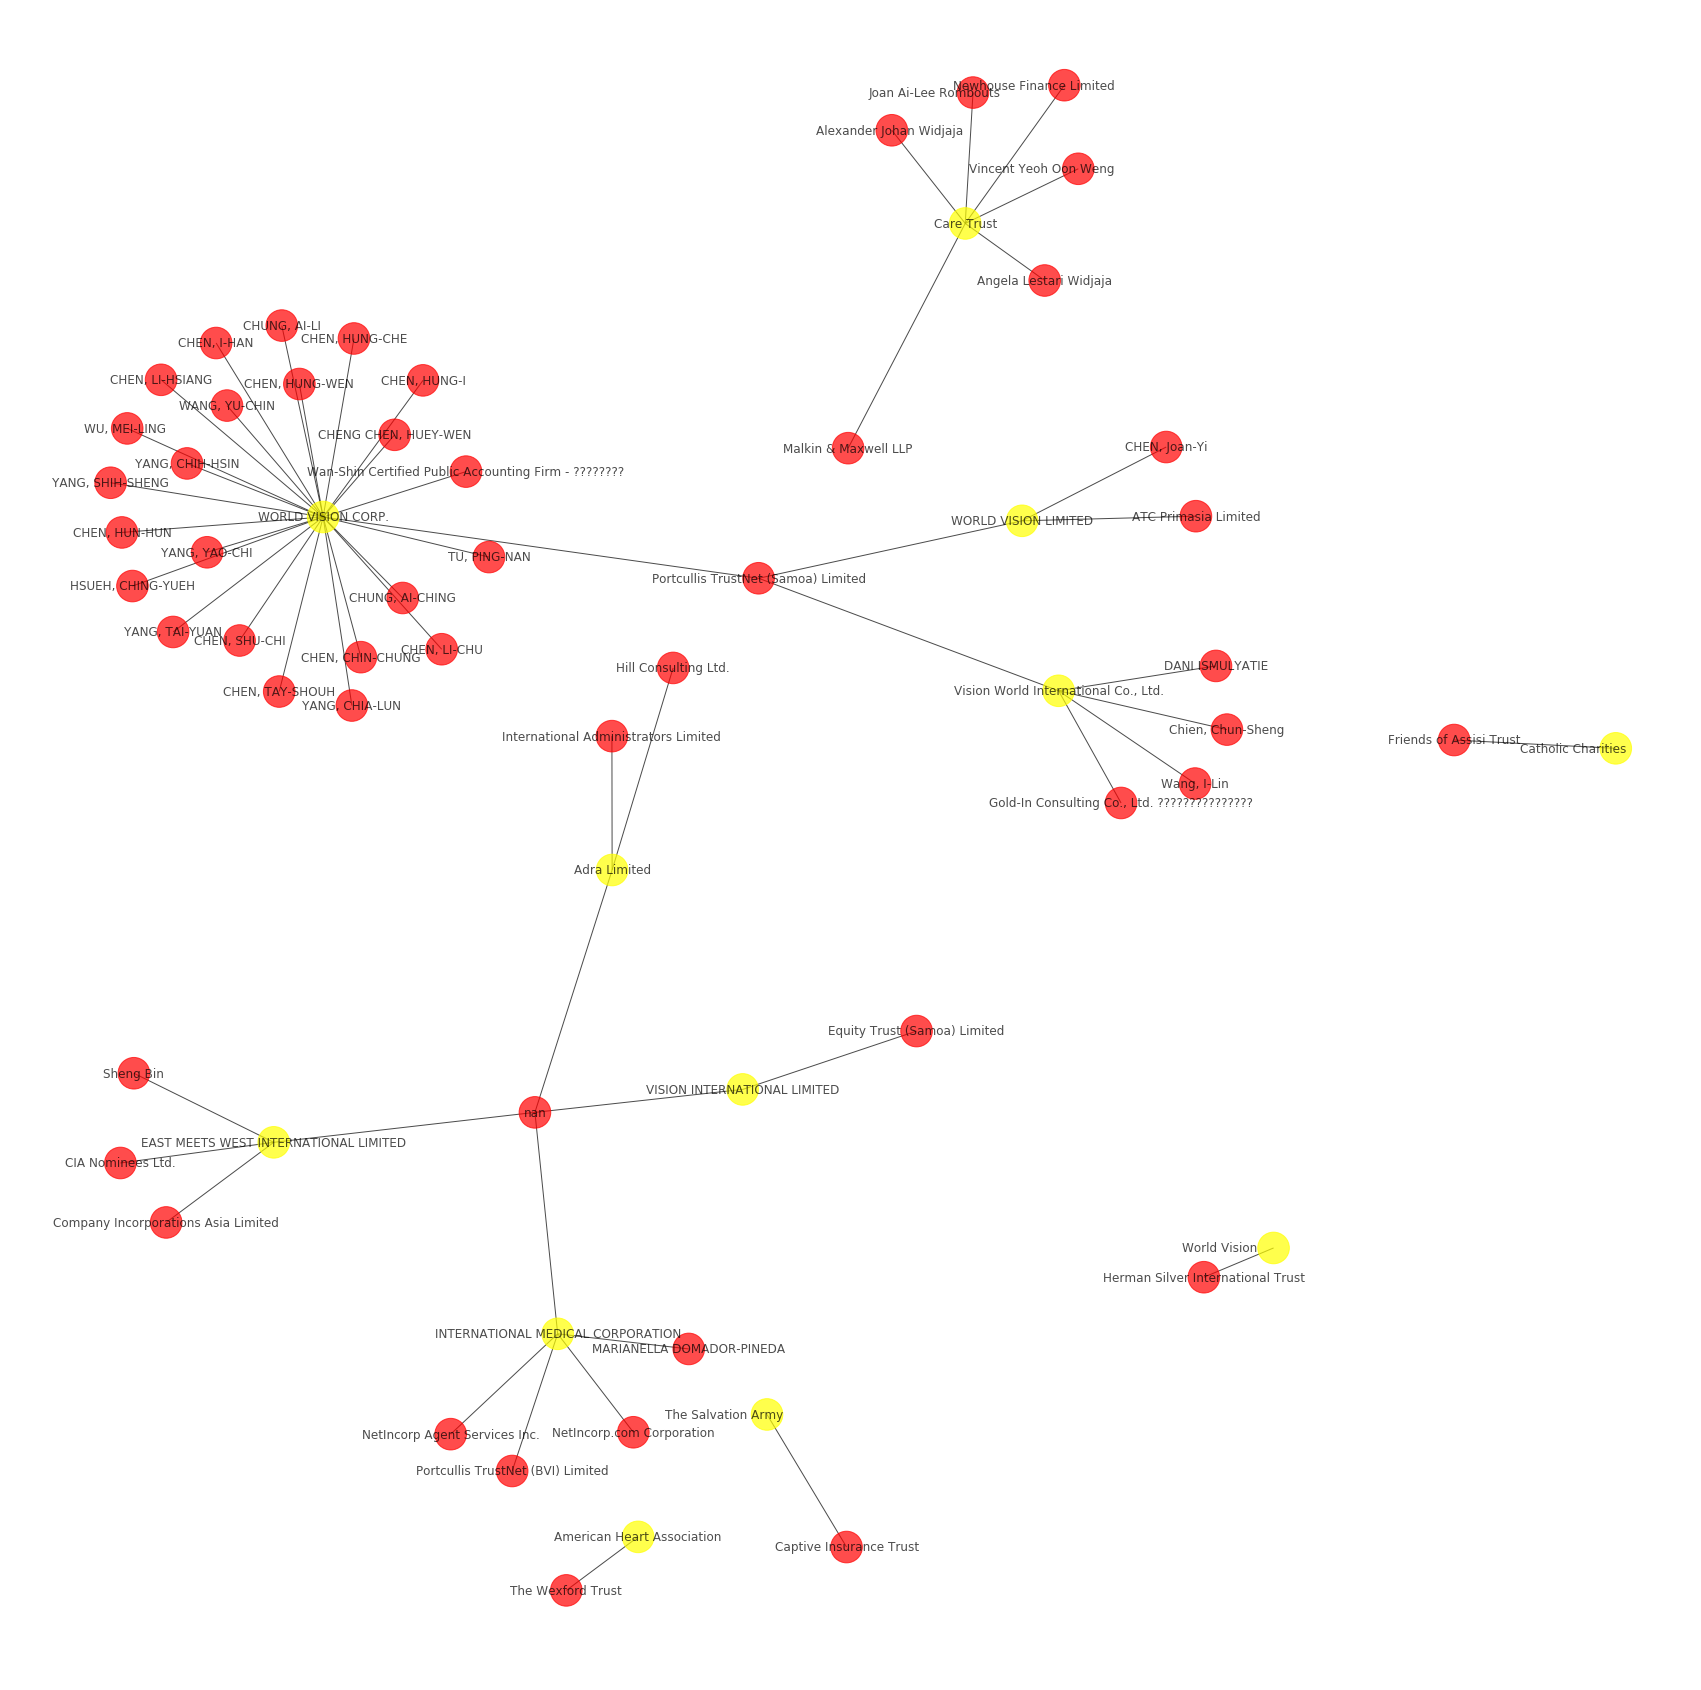 Newhouse Finance Limited
Joan Ai-Lee Rombouts
Alexander Johan Widjaja
Vincent Yeoh Oon Weng
Care Trust
Angela Lestari Widjaja
CHUNG, AI-LI
CHEN, HUNG-CHE
CHEN, I-HAN
CHEN, LI-HSIANG
CHEN, HUNG-WEN
CHEN, HUNG-I
WANG, YU-CHIN
WU, MEI-LING
CHENG CHEN, HUEY-WEN
Malkin & Maxwell LLP
CHEN, Joan-Yi
YANG, CHIH-HSIN
Wan-Shin Certified Public Accounting Firm - ????????
YANG, SHIH-SHENG
WORLD VISION CORP.
WORLD VISION LIMITED
ATC Primasia Limited
CHEN, HUN-HUN
YANG, YAO-CHI
TU, PING-NAN
Portcullis TrustNet (Samoa) Limited
HSUEH, CHING-YUEH
CHUNG, AI-CHING
YANG, TAI-YUAN
CHEN, SHU-CHI
CHEN, LI-CHU
CHEN, CHIN-CHUNG
Hill Consulting Ltd.
DANI ISMULYATIE
CHEN, TAY-SHOUH
Vision World International Co., Ltd.
YANG, CHIA-LUN
Chien, Chun-Sheng
International Administrators Limited
Friends of Assisi Trust
Catholic Charities
Wang, I-Lin
Gold-In Consulting Co., Ltd. ???????????????
Adra Limited
Equity Trust (Samoa) Limited
Sheng Bin
VISION INTERNATIONAL LIMITED
nan
EAST MEETS WEST INTERNATIONAL LIMITED
CIA Nominees Ltd.
Company Incorporations Asia Limited
World Vision
Herman Silver International Trust
INTERNATIONAL MEDICAL CORPORATION
MARIANELLA DOMADOR-PINEDA
The Salvation Army
NetIncorp Agent Services Inc.
NetIncorp.com Corporation
Portcullis TrustNet (BVI) Limited
American Heart Association
Captive Insurance Trust
The Wexford Trust